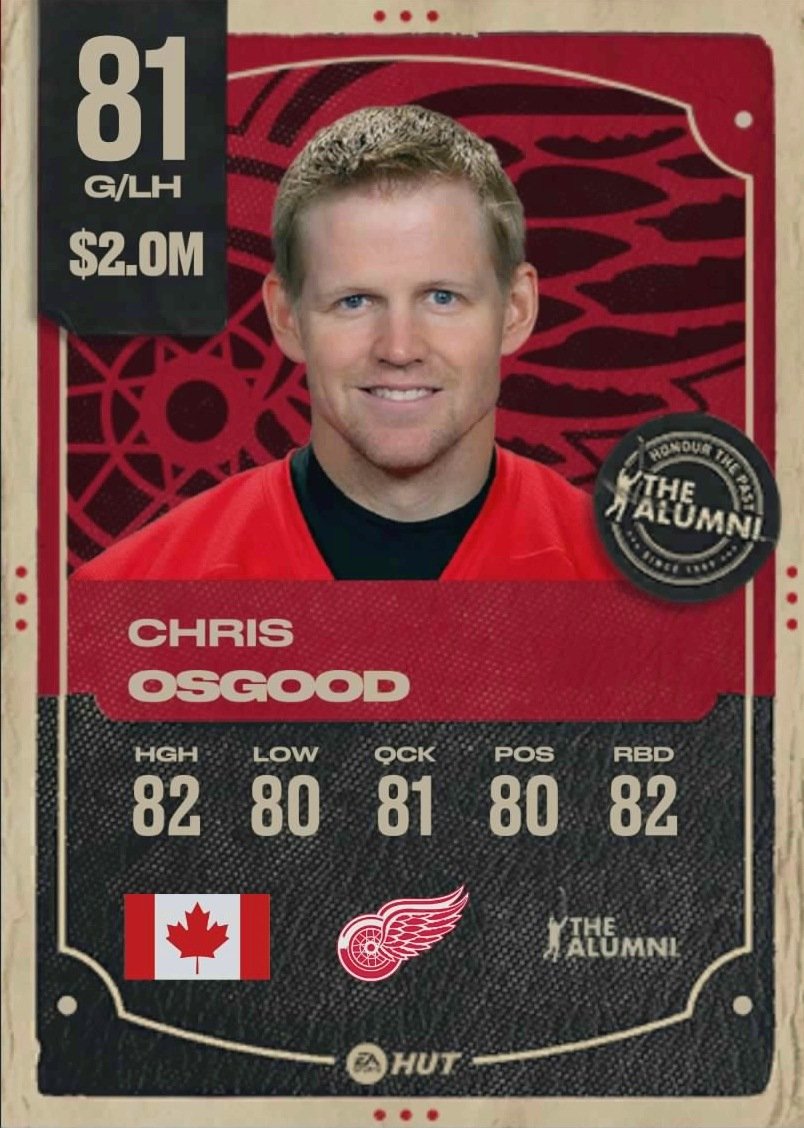 81
G/LH
$2.0M
HONOUR THE PAST
THE
ALUMNI
CHRIS
OSGOOD
HGH LOW QCK POS RBD
82 80 81 80 82
THE
ALUMNI
EA
HUT